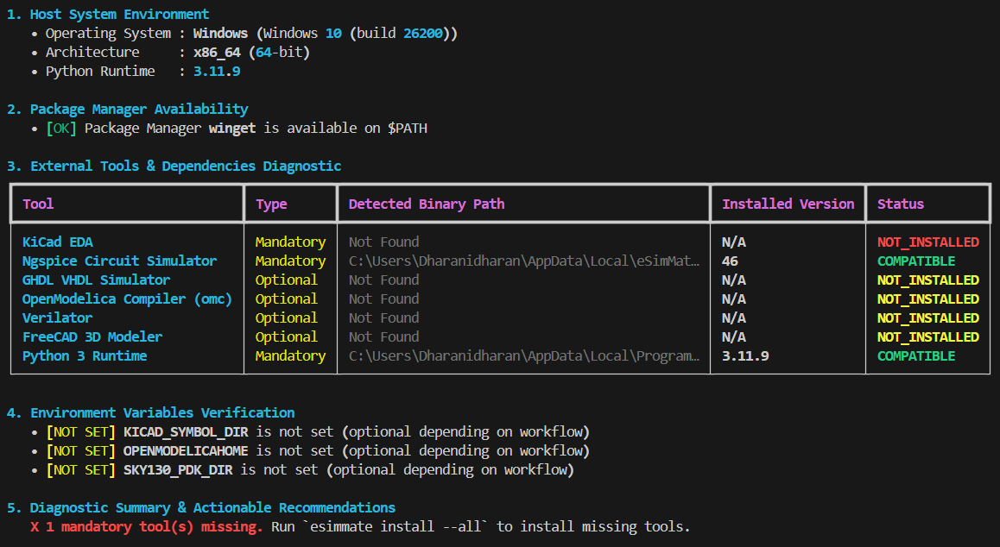 1. Host System Environment
• Operating System : Windows (Windows 10 (build 26200))
• Architecture : x86_64 (64-bit)
• Python Runtime : 3.11.9
2. Package Manager Availability
• [OK] Package Manager winget is available on $PATH
3. External Tools & Dependencies Diagnostic
Tool Type Detected Binary Path Installed Version Status
KiCad EDA Mandatory Not Found N/A NOT_INSTALLED
Ngspice Circuit Simulator Mandatory C:\Users\Dharanidharan\AppData\Local\eSimMat… 46 COMPATIBLE
GHDL VHDL Simulator Optional Not Found N/A NOT_INSTALLED
OpenModelica Compiler (omc) Optional Not Found N/A NOT_INSTALLED
Verilator Optional Not Found N/A NOT_INSTALLED
FreeCAD 3D Modeler Optional Not Found N/A NOT_INSTALLED
Python 3 Runtime Mandatory C:\Users\Dharanidharan\AppData\Local\Program… 3.11.9 COMPATIBLE
4. Environment Variables Verification
• [NOT SET] KICAD_SYMBOL_DIR is not set (optional depending on workflow)
• [NOT SET] OPENMODELICAHOME is not set (optional depending on workflow)
• [NOT SET] SKY130_PDK_DIR is not set (optional depending on workflow)
5. Diagnostic Summary & Actionable Recommendations
X 1 mandatory tool(s) missing. Run `esimmate install --all` to install missing tools.